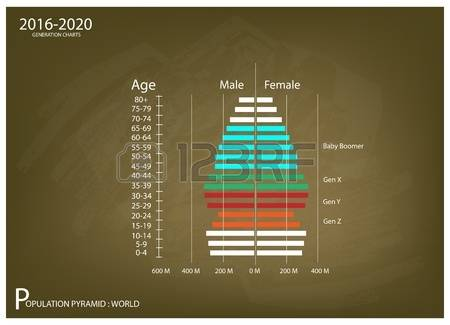 2016-2020
GENERATION CHARTS
Age Male Female
80+
75-79
70-74
65-69
60-64
55-59 Baby Boomer
50-54
45-49
40-44 Gen X
35-39
30-34 Gen Y
25-29
20-24 Gen Z
15-19
10-14
5-9
0-4
600 M 400 M 200 M 0 M 200 M 400 M
POPULATION PYRAMID : WORLD
123RF